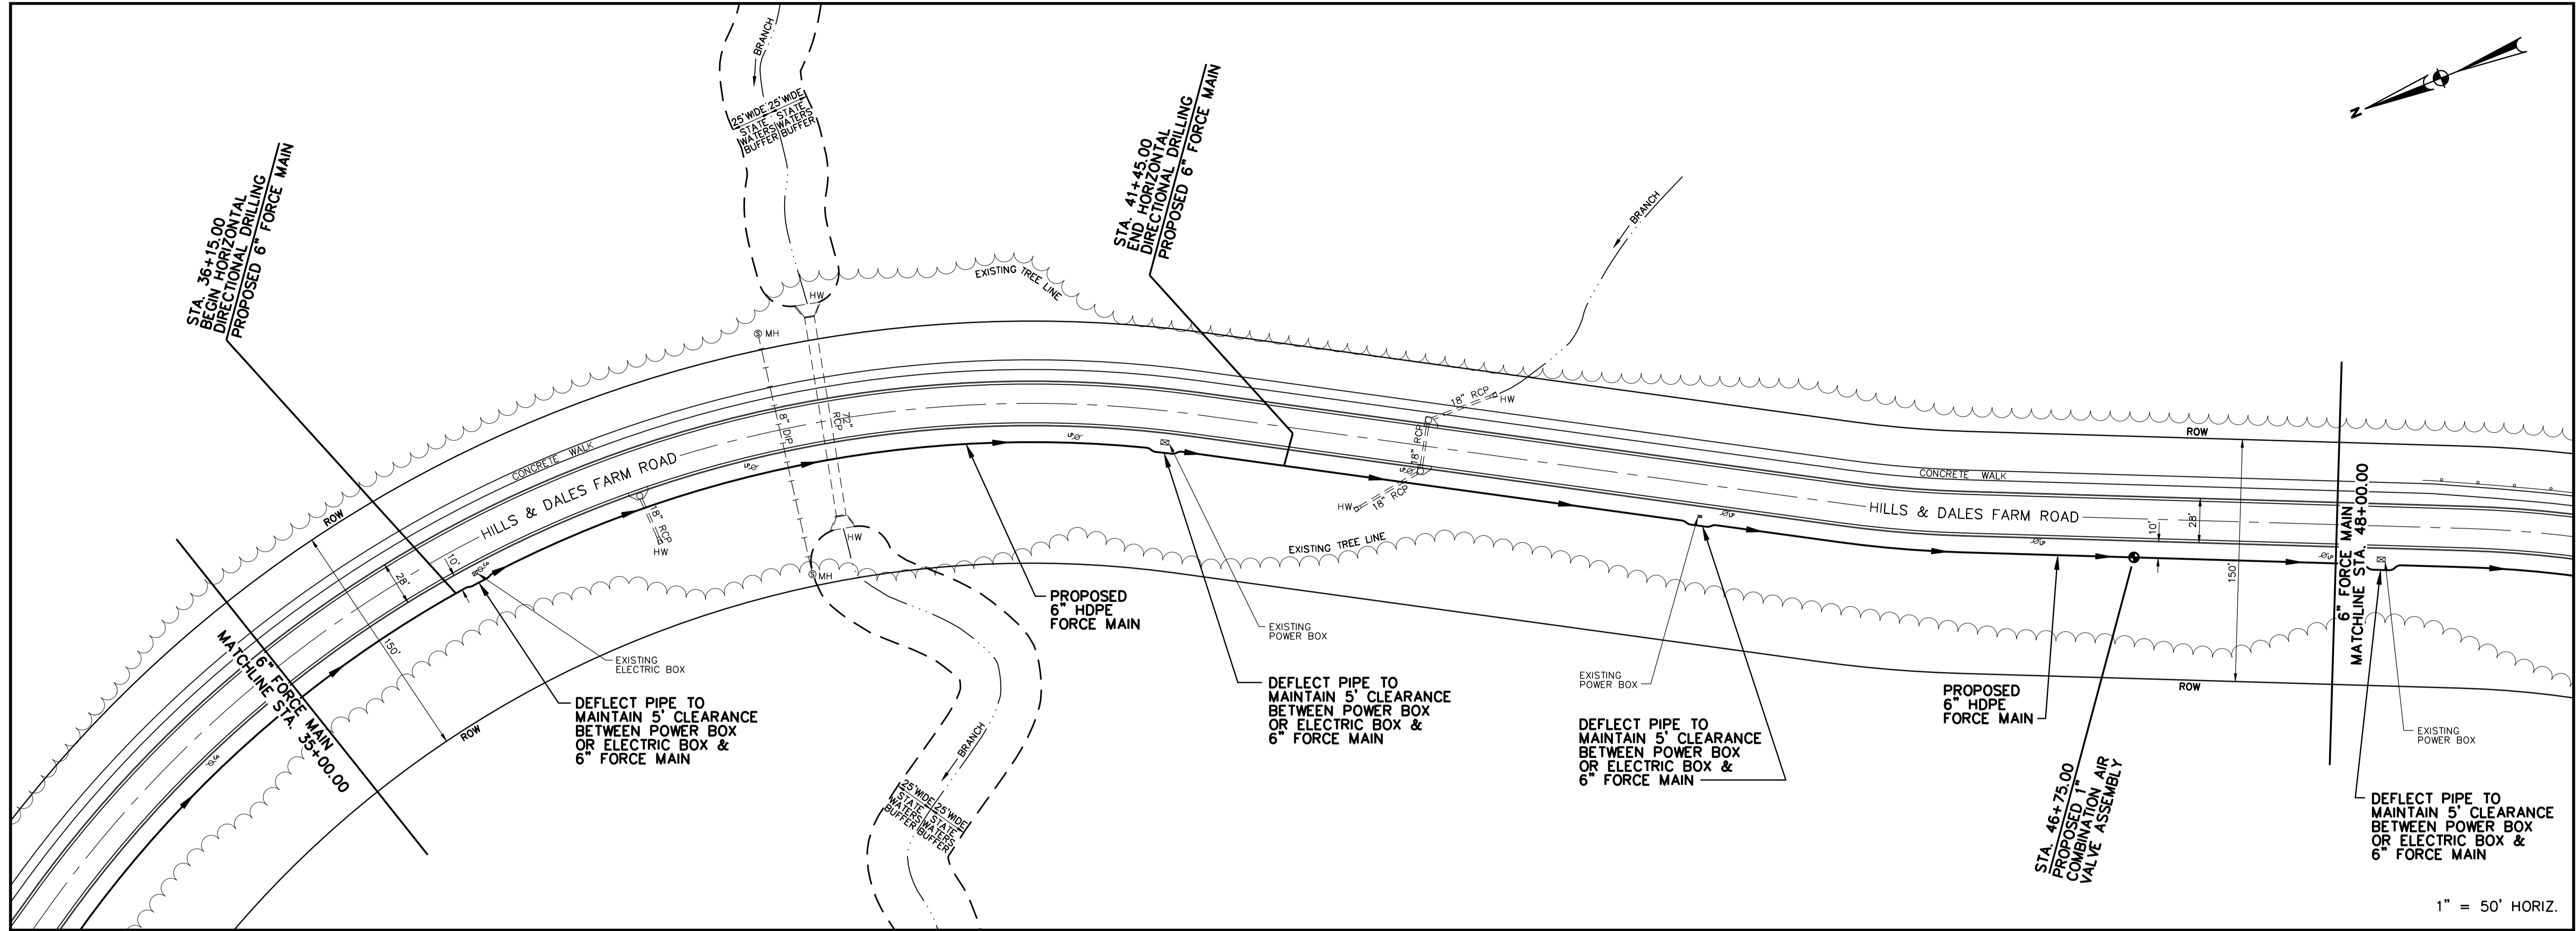 BRANCH
25'WIDE 25'WIDE
STATE STATE
WATERS WATERS
BUFFER BUFFER
N
STA. 36+15.00
BEGIN HORIZONTAL
DIRECTIONAL DRILLING
PROPOSED 6" FORCE MAIN
STA. 41+45.00
END HORIZONTAL
DIRECTIONAL DRILLING
PROPOSED 6" FORCE MAIN
BRANCH
EXISTING TREE LINE
HW
MH
8" DIP
72"
RCP
CONCRETE WALK
HILLS & DALES FARM ROAD
ROW
10'
28'
150'
ROW
18" RCP
HW
HW
MH
18" RCP
HW
18" RCP
HW
18" RCP
EXISTING TREE LINE
ROW
CONCRETE WALK
HILLS & DALES FARM ROAD
10'
28'
150'
ROW
6" FORCE MAIN
MATCHLINE STA. 35+00.00
6" FORCE MAIN
MATCHLINE STA. 48+00.00
EXISTING
ELECTRIC BOX
DEFLECT PIPE TO
MAINTAIN 5' CLEARANCE
BETWEEN POWER BOX
OR ELECTRIC BOX &
6" FORCE MAIN
PROPOSED
6" HDPE
FORCE MAIN
EXISTING
POWER BOX
DEFLECT PIPE TO
MAINTAIN 5' CLEARANCE
BETWEEN POWER BOX
OR ELECTRIC BOX &
6" FORCE MAIN
BRANCH
25'WIDE 25'WIDE
STATE STATE
WATERS WATERS
BUFFER BUFFER
EXISTING
POWER BOX
DEFLECT PIPE TO
MAINTAIN 5' CLEARANCE
BETWEEN POWER BOX
OR ELECTRIC BOX &
6" FORCE MAIN
PROPOSED
6" HDPE
FORCE MAIN
STA. 46+75.00
PROPOSED 1"
COMBINATION AIR
VALVE ASSEMBLY
EXISTING
POWER BOX
DEFLECT PIPE TO
MAINTAIN 5' CLEARANCE
BETWEEN POWER BOX
OR ELECTRIC BOX &
6" FORCE MAIN
1" = 50' HORIZ.